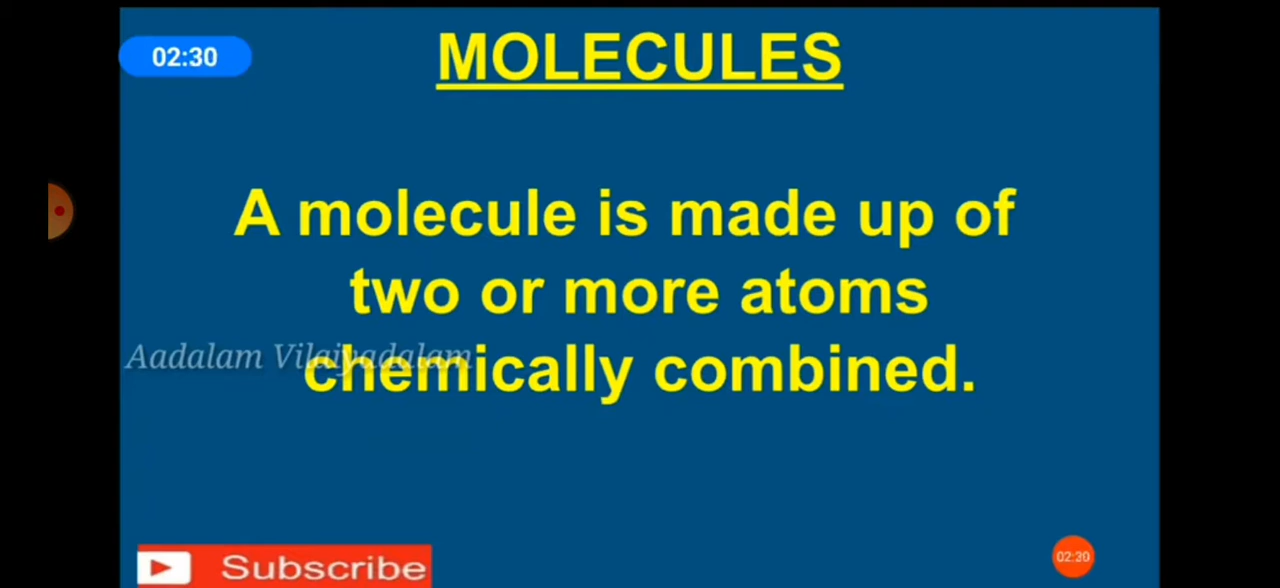 02:30
MOLECULES
A molecule is made up of
two or more atoms
Aadalam Vilaiyadalam
chemically combined.
Subscribe
02:30